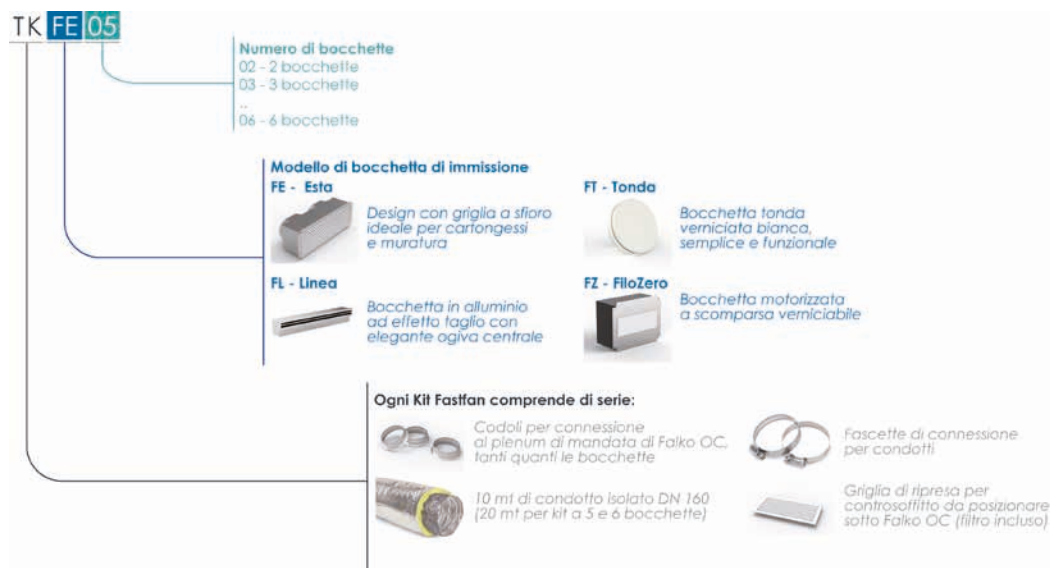 TK FE 05
Numero di bocchette
02 - 2 bocchette
03 - 3 bocchette
..
06 - 6 bocchette
Modello di bocchetta di immissione
FE - Esta
Design con griglia a sfioro
ideale per cartongessi
e muratura
FT - Tonda
Bocchetta tonda
verniciata bianca,
semplice e funzionale
FL - Linea
Bocchetta in alluminio
ad effetto taglio con
elegante ogiva centrale
FZ - FiloZero
Bocchetta motorizzata
a scomparsa verniciabile
Ogni Kit Fastfan comprende di serie:
Codoli per connessione
al plenum di mandata di Falko OC,
tanti quanti le bocchette
Fascette di connessione
per condotti
10 mt di condotto isolato DN 160
(20 mt per kit a 5 e 6 bocchette)
Griglia di ripresa per
controsoffitto da posizionare
sotto Falko OC (filtro incluso)